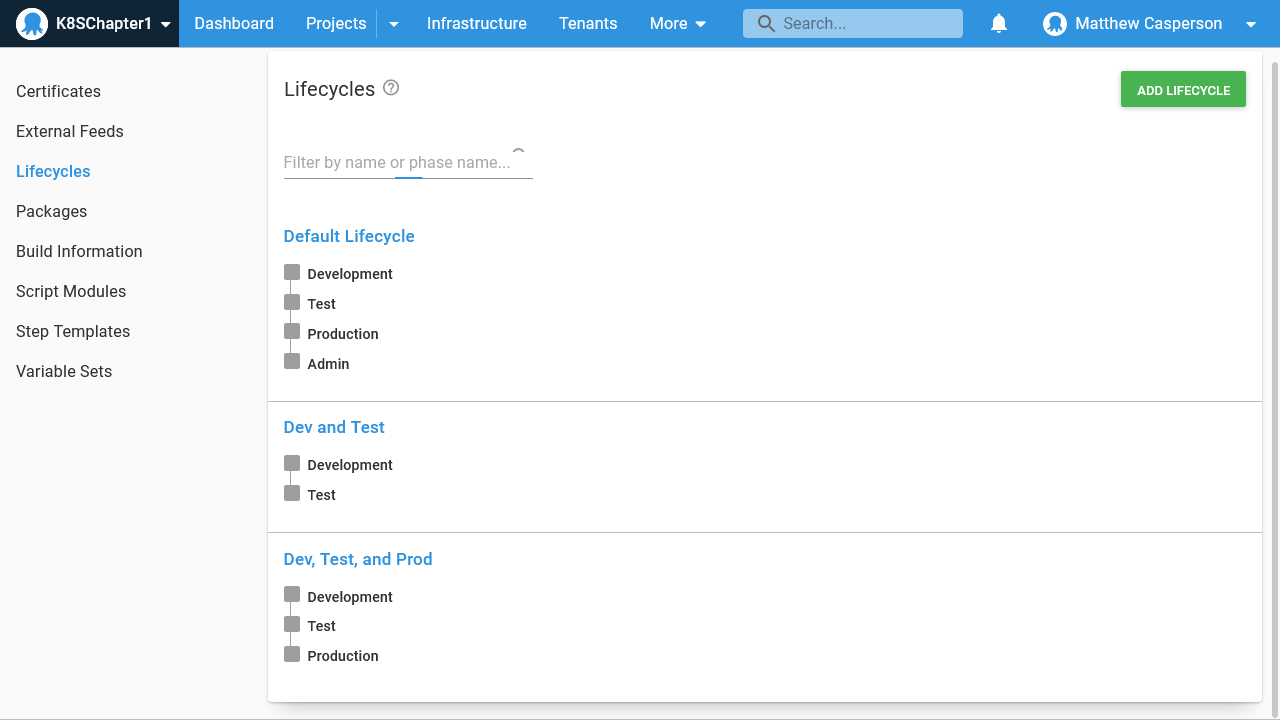 K8SChapter1 Dashboard Projects Infrastructure Tenants More Search... Matthew Casperson
Certificates
External Feeds
Lifecycles
Packages
Build Information
Script Modules
Step Templates
Variable Sets
Lifecycles ?
ADD LIFECYCLE
Filter by name or phase name...
Default Lifecycle
Development
Test
Production
Admin
Dev and Test
Development
Test
Dev, Test, and Prod
Development
Test
Production